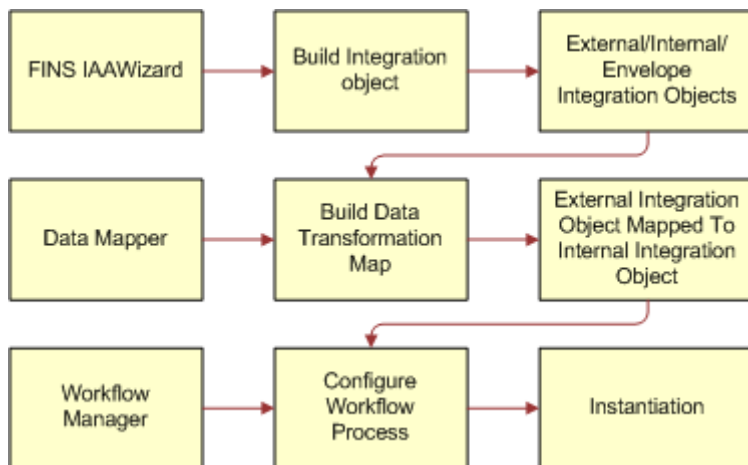 FINS IAAWizard
Build Integration
object
External/Internal/
Envelope
Integration Objects
Data Mapper
Build Data
Transformation
Map
External Integration
Object Mapped To
Internal Integration
Object
Workflow
Manager
Configure
Workflow
Process
Instantiation